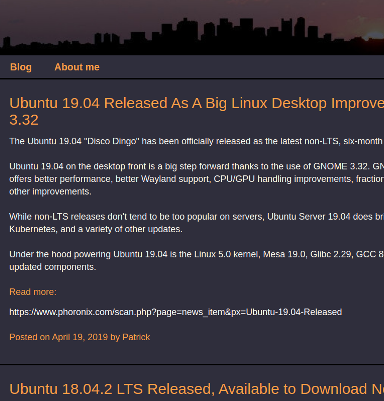 Blog About me
Ubuntu 19.04 Released As A Big Linux Desktop Improve
3.32
The Ubuntu 19.04 "Disco Dingo" has been officially released as the latest non-LTS, six-month
Ubuntu 19.04 on the desktop front is a big step forward thanks to the use of GNOME 3.32. GN
offers better performance, better Wayland support, CPU/GPU handling improvements, fraction
other improvements.
While non-LTS releases don't tend to be too popular on servers, Ubuntu Server 19.04 does br
Kubernetes, and a variety of other updates.
Under the hood powering Ubuntu 19.04 is the Linux 5.0 kernel, Mesa 19.0, Glibc 2.29, GCC 8
updated components.
Read more:
https://www.phoronix.com/scan.php?page=news_item&px=Ubuntu-19.04-Released
Posted on April 19, 2019 by Patrick
Ubuntu 18.04.2 LTS Released, Available to Download N